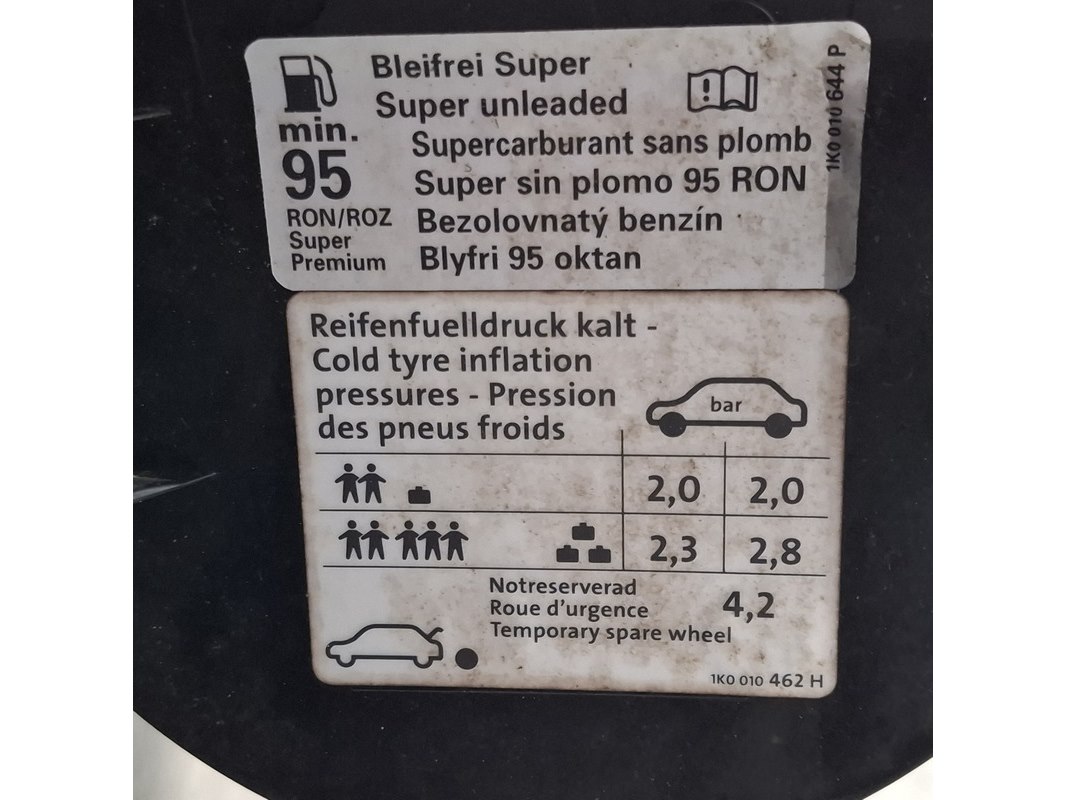 Bleifrei Super
Super unleaded
Supercarburant sans plomb
Super sin plomo 95 RON
Bezolovnatý benzín
Blyfri 95 oktan
min.
95
RON/ROZ
Super
Premium
1K0 010 644 P
Reifenfuelldruck kalt -
Cold tyre inflation
pressures - Pression
des pneus froids
bar
2,0 2,0
2,3 2,8
Notreserverad
Roue d'urgence
Temporary spare wheel
4,2
1K0 010 462 H